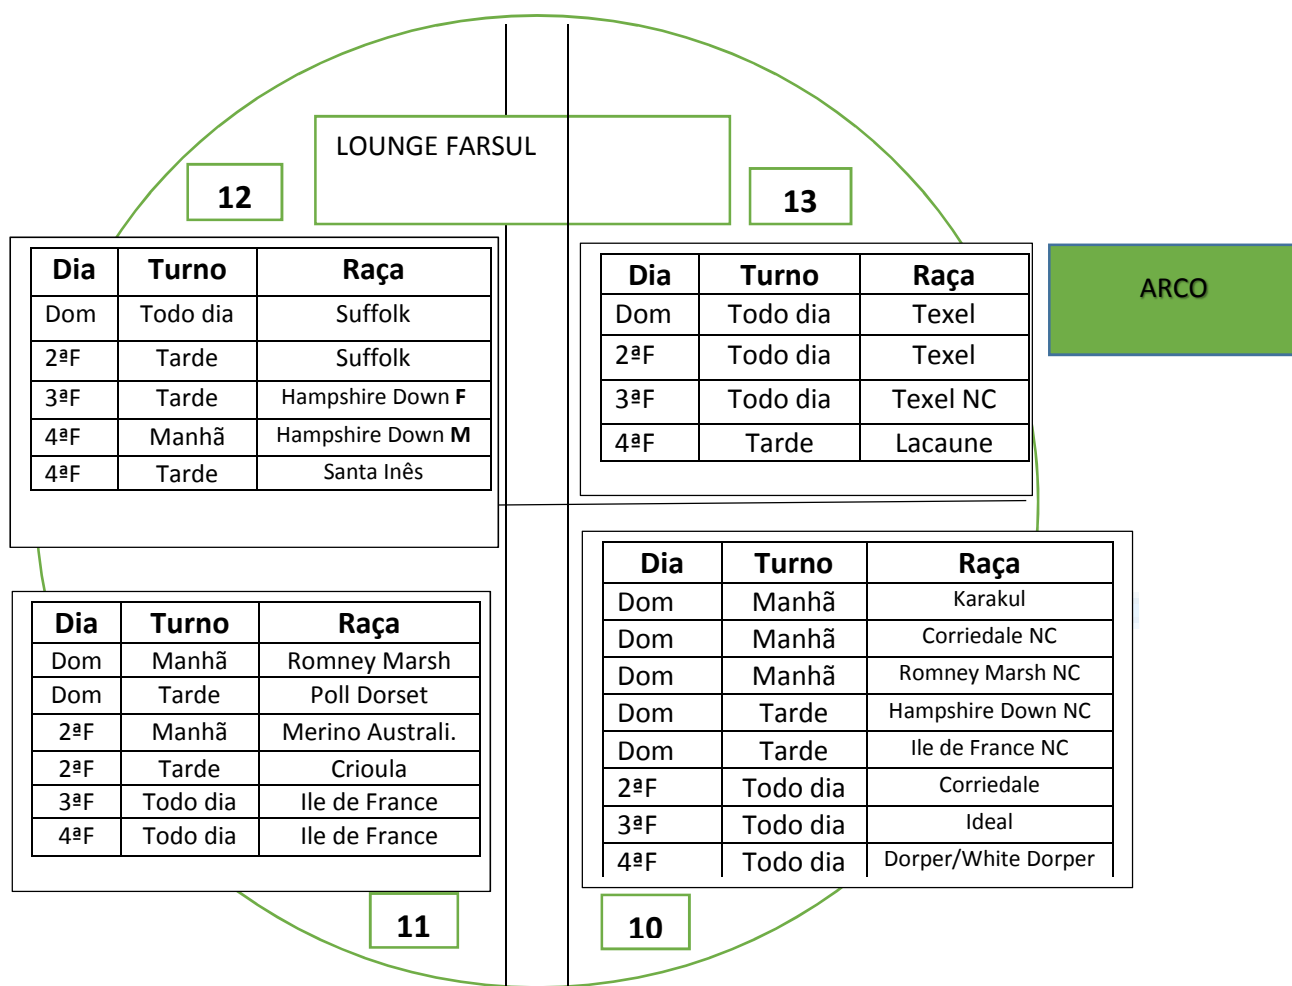 LOUNGE FARSUL
12
13
Dia Turno Raça
Dom Todo dia Suffolk
2ªF Tarde Suffolk
3ªF Tarde Hampshire Down F
4ªF Manhã Hampshire Down M
4ªF Tarde Santa Inês
Dia Turno Raça
Dom Todo dia Texel
2ªF Todo dia Texel
3ªF Todo dia Texel NC
4ªF Tarde Lacaune
ARCO
Dia Turno Raça
Dom Manhã Romney Marsh
Dom Tarde Poll Dorset
2ªF Manhã Merino Australi.
2ªF Tarde Crioula
3ªF Todo dia Ile de France
4ªF Todo dia Ile de France
Dia Turno Raça
Dom Manhã Karakul
Dom Manhã Corriedale NC
Dom Manhã Romney Marsh NC
Dom Tarde Hampshire Down NC
Dom Tarde Ile de France NC
2ªF Todo dia Corriedale
3ªF Todo dia Ideal
4ªF Todo dia Dorper/White Dorper
11
10